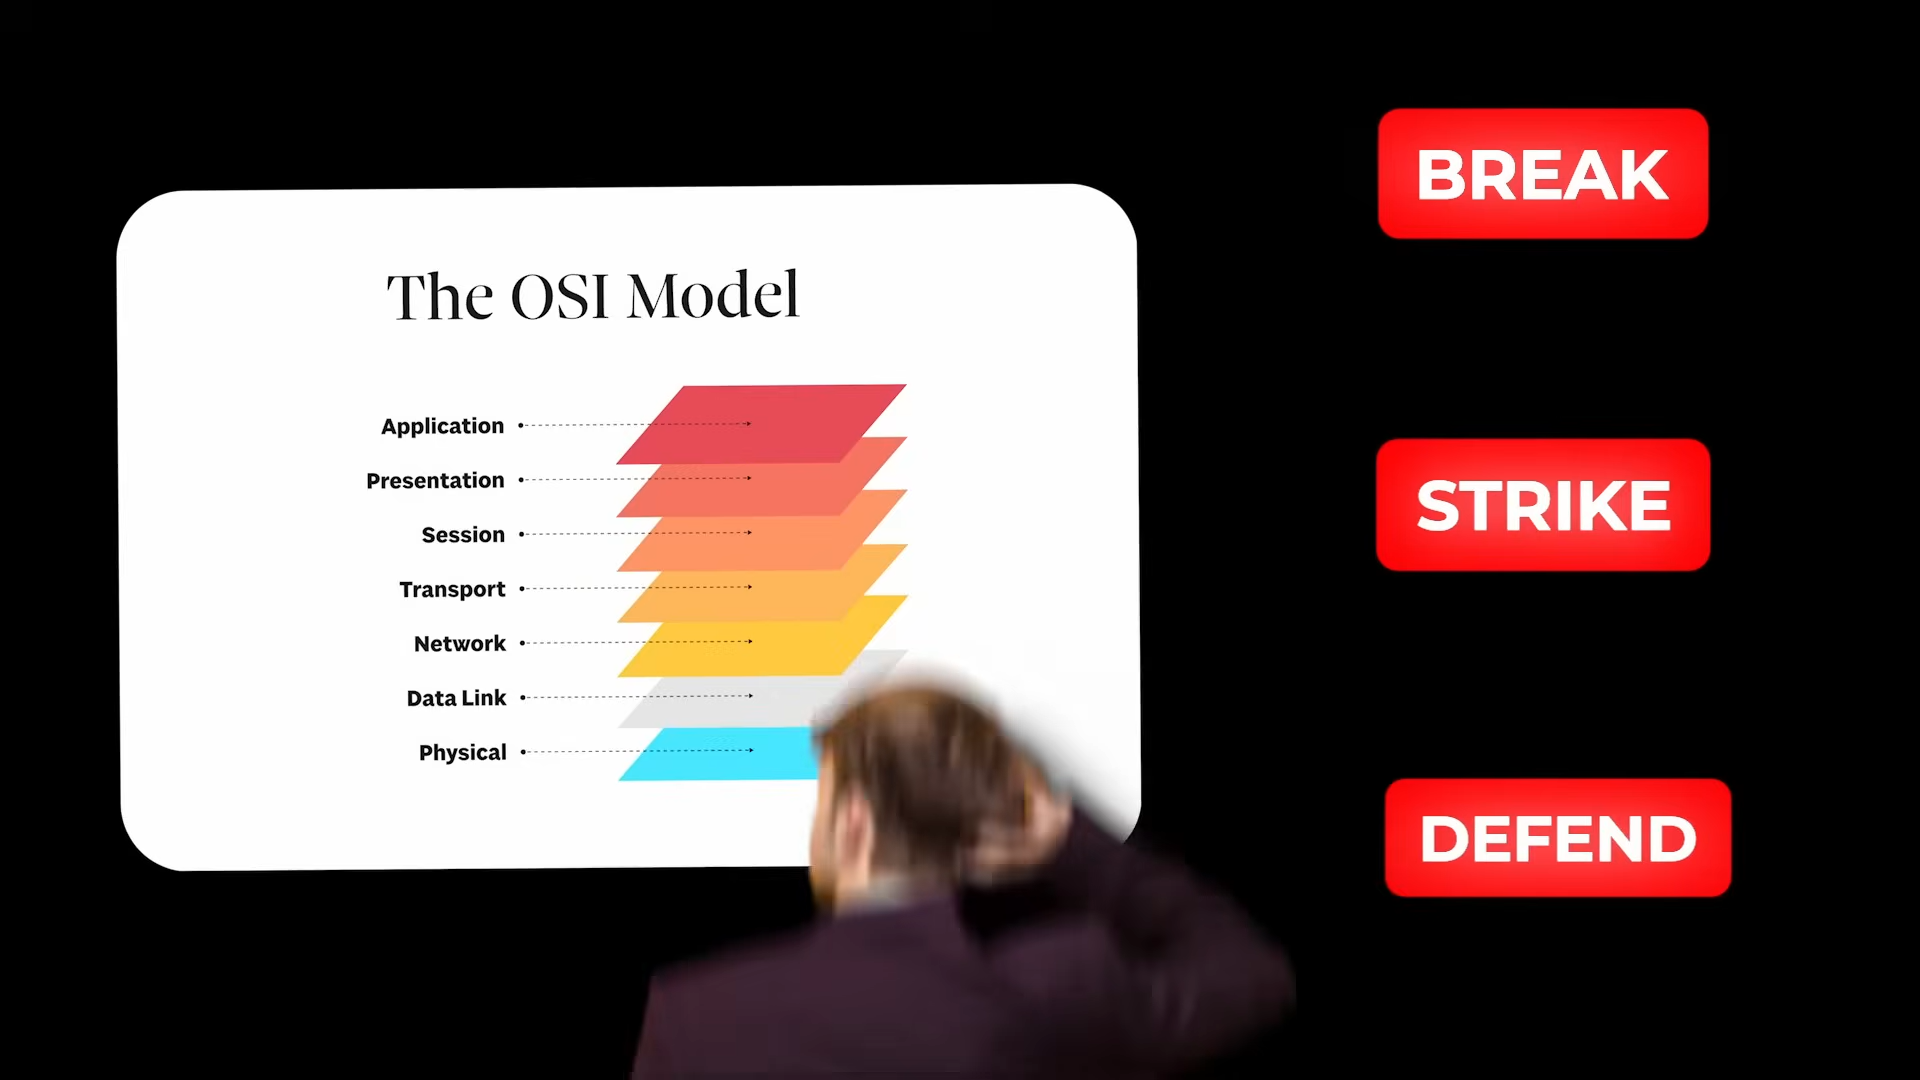 The OSI Model
Application
Presentation
Session
Transport
Network
Data Link
Physical
BREAK
STRIKE
DEFEND